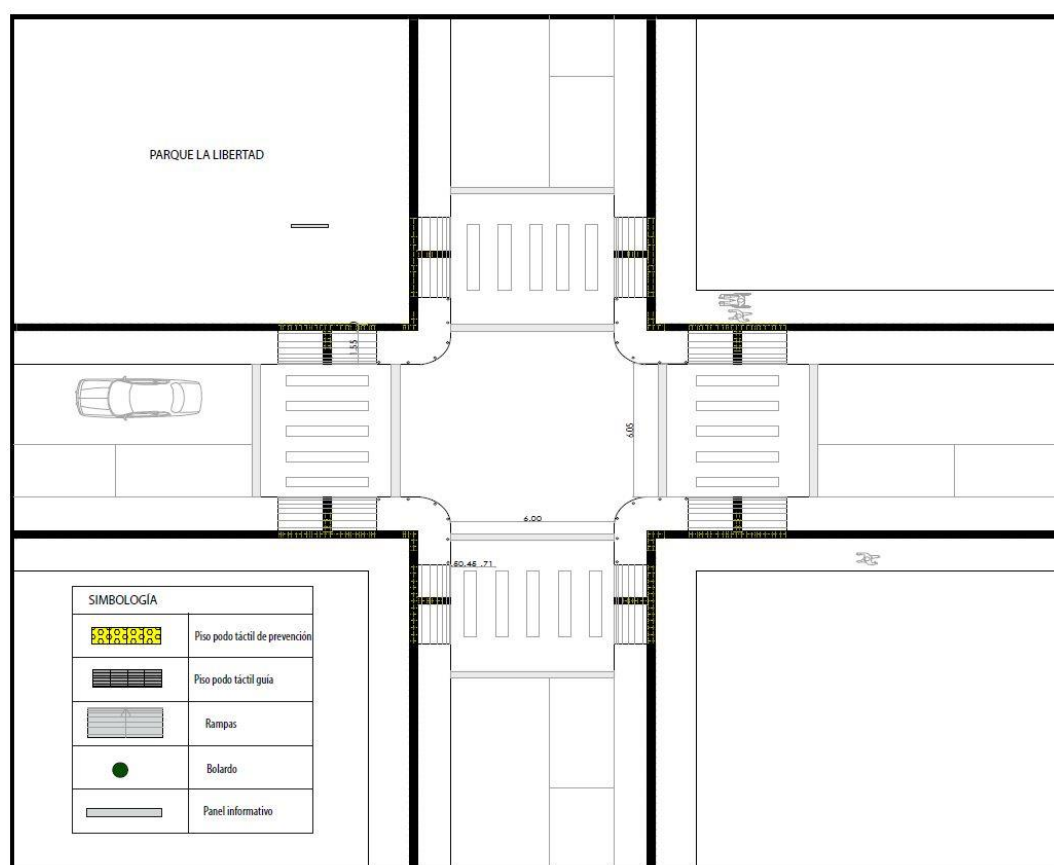 PARQUE LA LIBERTAD
1.55
6.05
6.00
.50 .45 .71
SIMBOLOGÍA
Piso podo táctil de prevención
Piso podo táctil guía
Rampas
Bolardo
Panel informativo